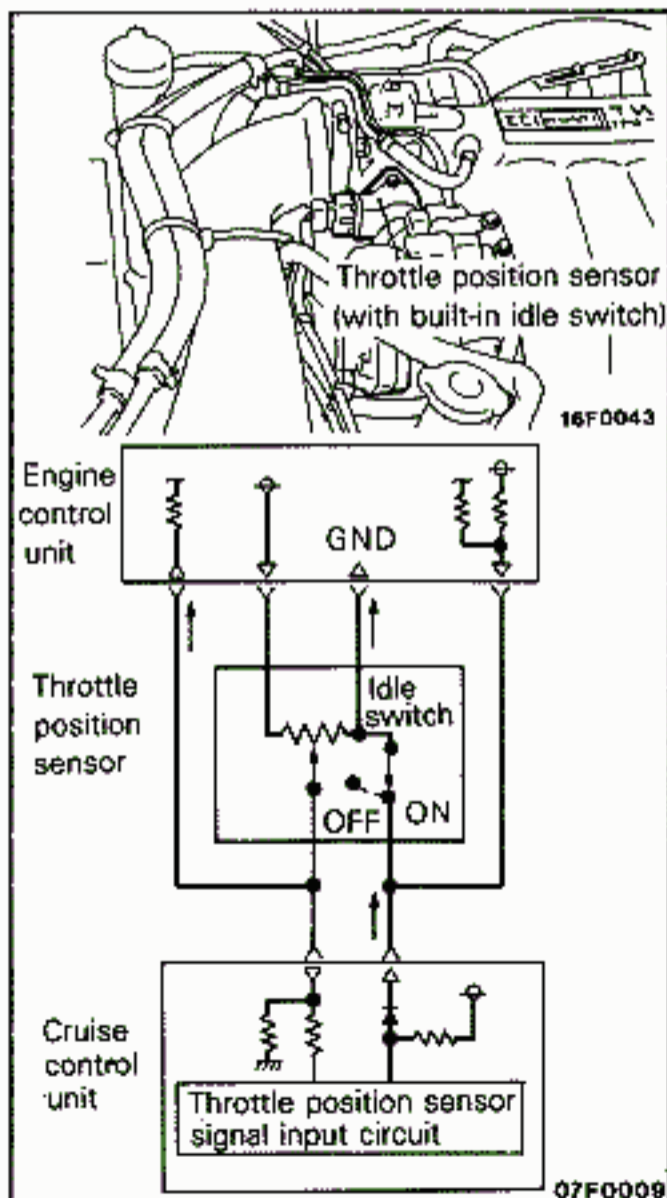 Throttle position sensor
(with built-in idle switch)
16F0043
Engine
control
unit
GND
Throttle
position
sensor
Idle
switch
OFF
ON
Cruise
control
unit
Throttle position sensor
signal input circuit
07F0009